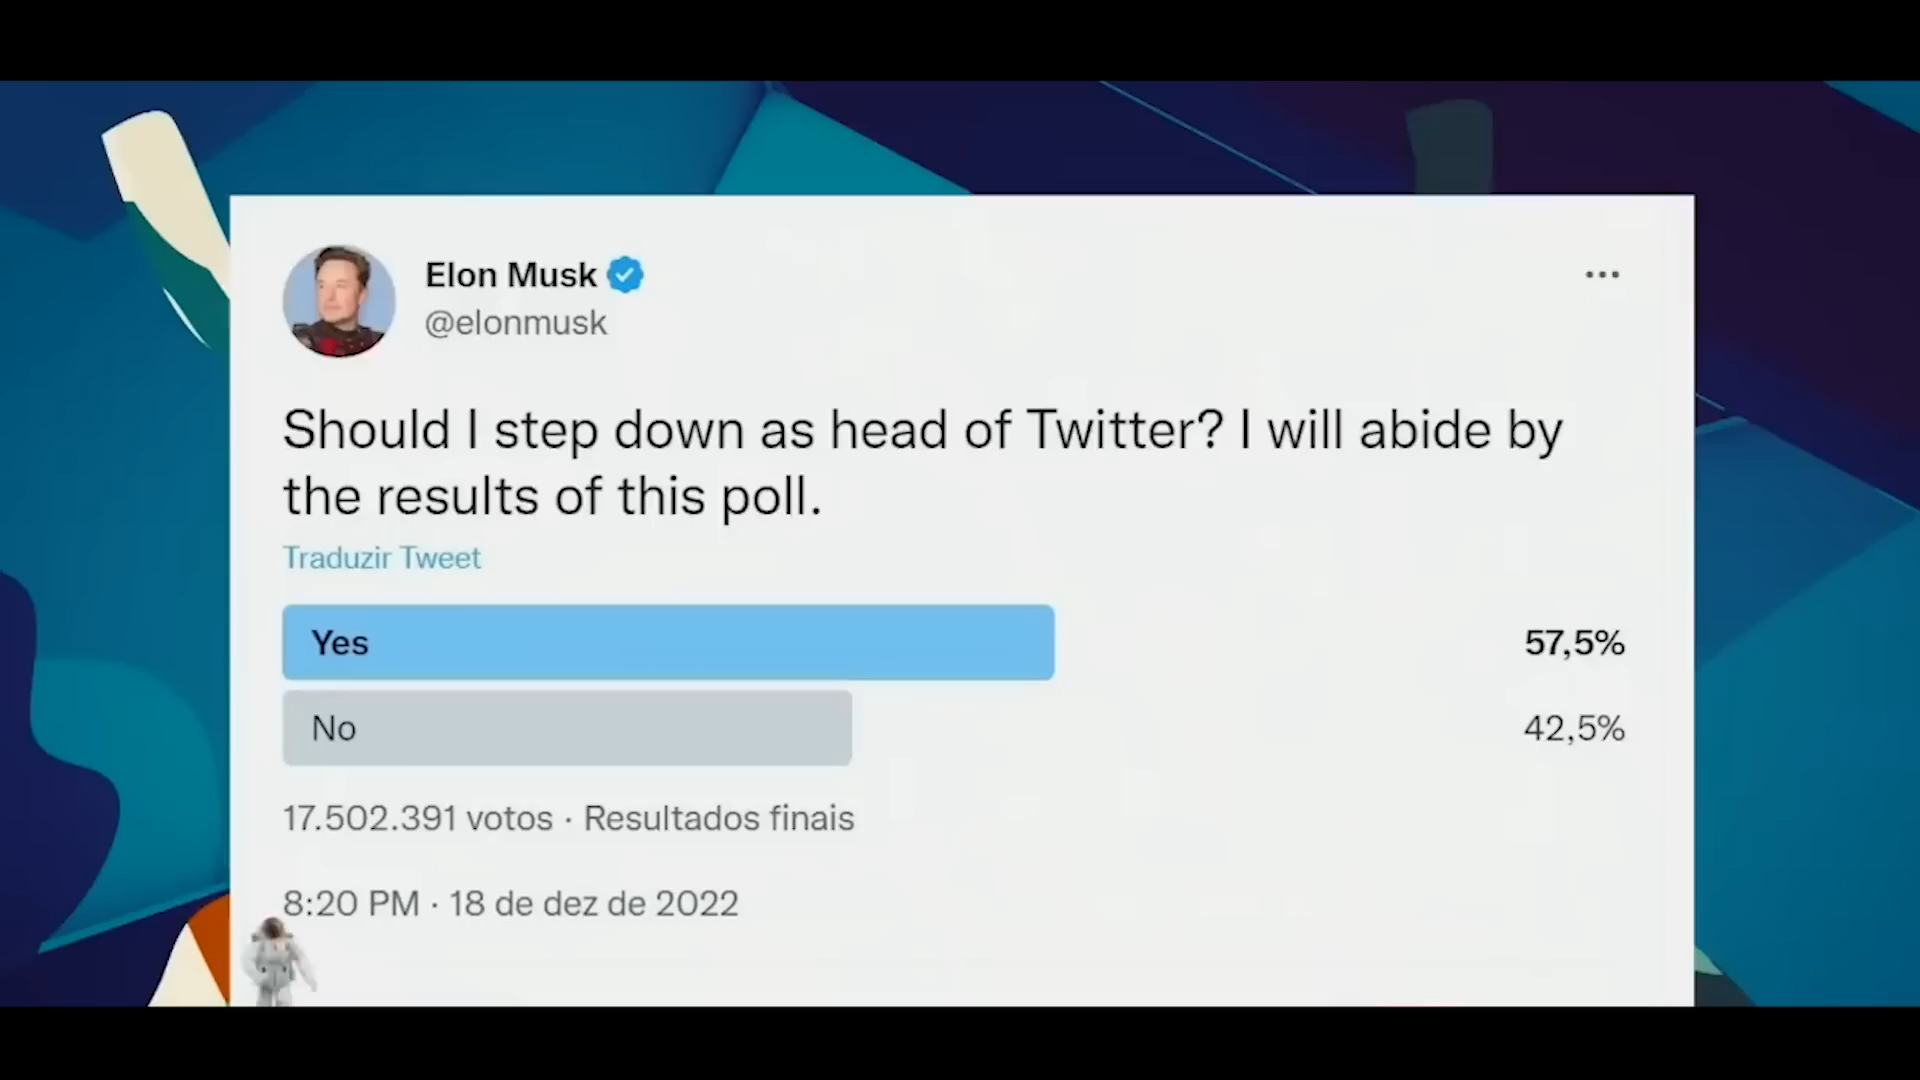 Elon Musk
@elonmusk
Should I step down as head of Twitter? I will abide by
the results of this poll.
Traduzir Tweet
Yes 57,5%
No 42,5%
17.502.391 votos · Resultados finais
8:20 PM · 18 de dez de 2022